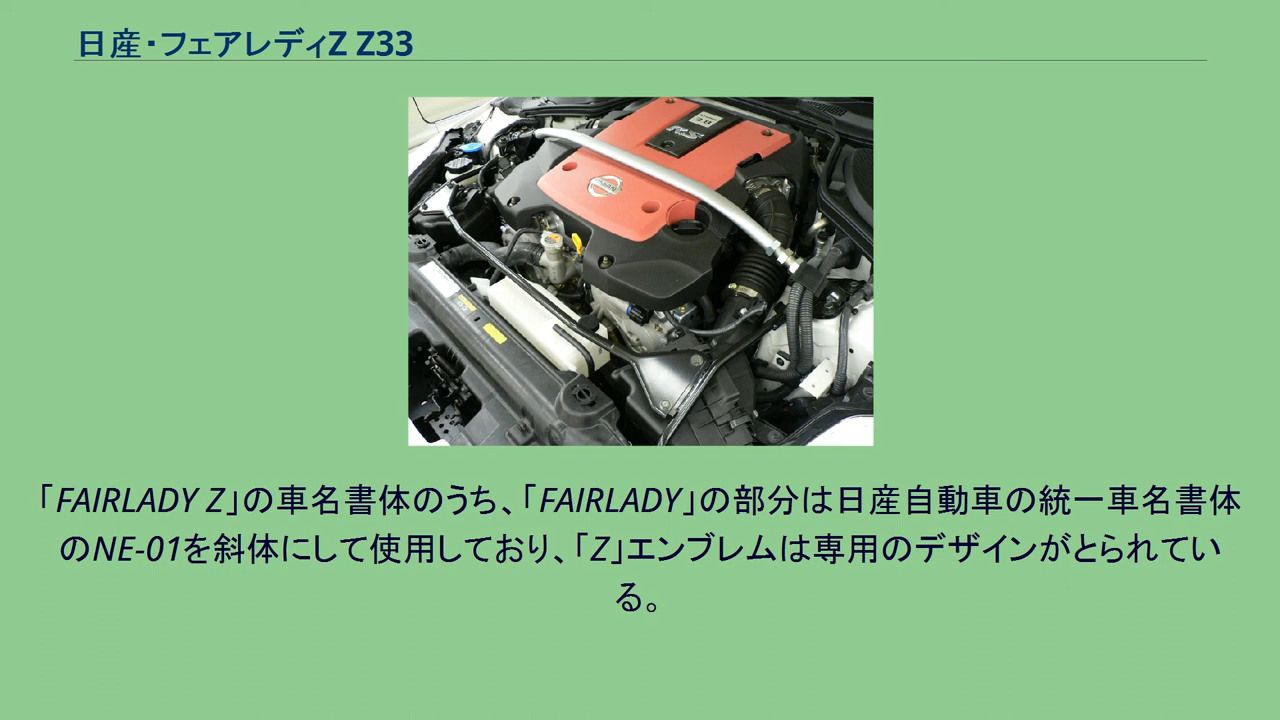 日産・フェアレディZ Z33
RS
NISSAN
「FAIRLADY Z」の車名書体のうち、「FAIRLADY」の部分は日産自動車の統一車名書体
のNE-01を斜体にして使用しており、「Z」エンブレムは専用のデザインがとられてい
る。